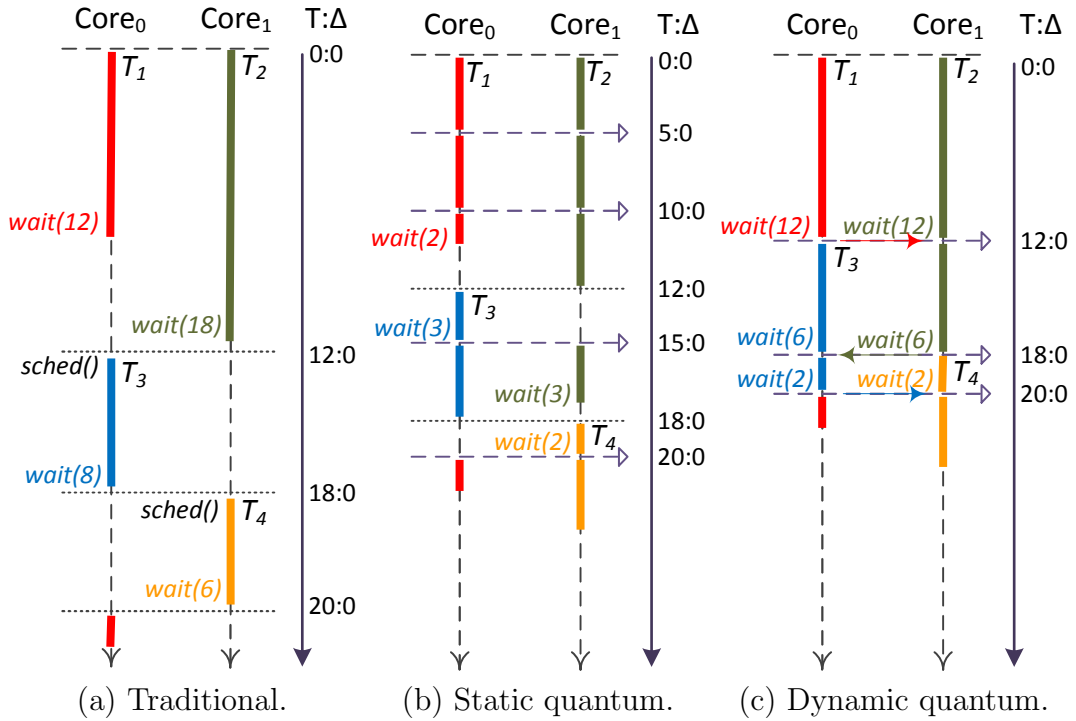 Core₀ Core₁ T:Δ
T₁ T₂ 0:0
wait(12)
wait(18)
12:0
sched() T₃
wait(8)
18:0
sched() T₄
wait(6)
20:0
(a) Traditional.
Core₀ Core₁ T:Δ
T₁ 0:0
T₂
5:0
10:0
wait(2)
12:0
T₃
wait(3)
15:0
wait(3)
18:0
wait(2) T₄
20:0
(b) Static quantum.
Core₀ Core₁ T:Δ
T₁ T₂ 0:0
wait(12) wait(12)
12:0
T₃
wait(6) wait(6)
18:0
wait(2) wait(2) T₄
20:0
(c) Dynamic quantum.